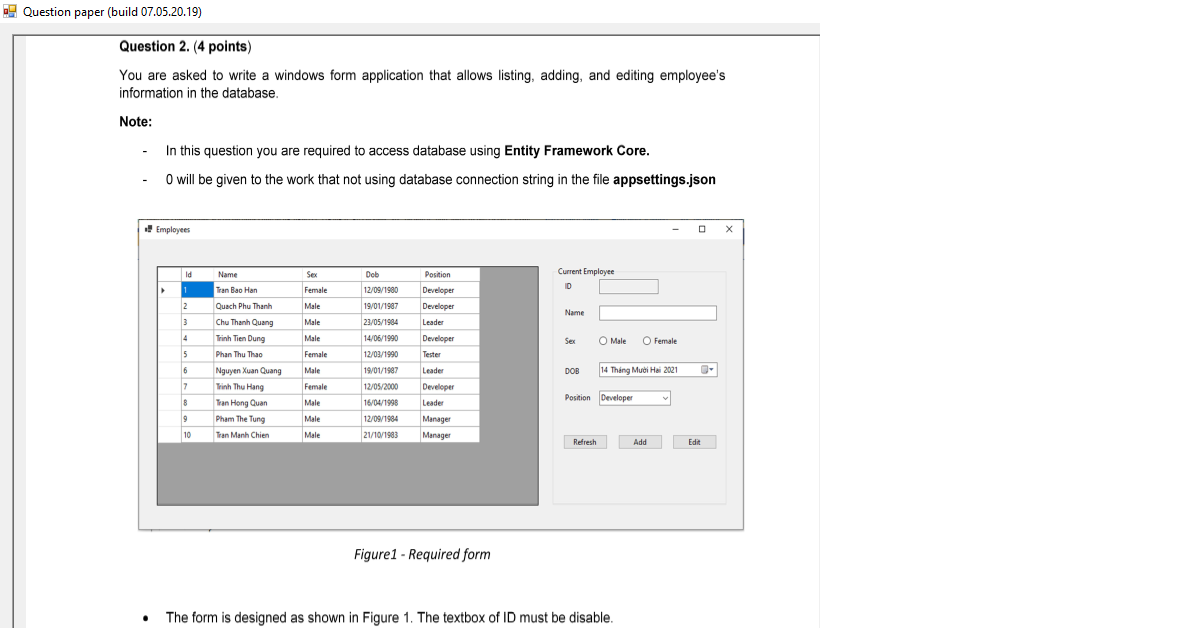 Question paper (build 07.05.20.19)
Question 2. (4 points)
You are asked to write a windows form application that allows listing, adding, and editing employee's
information in the database.
Note:
- In this question you are required to access database using Entity Framework Core.
- 0 will be given to the work that not using database connection string in the file appsettings.json
Employees
Id Name Sex Dob Position
1 Tran Bao Han Female 12/09/1980 Developer
2 Quach Phu Thanh Male 19/01/1987 Developer
3 Chu Thanh Quang Male 23/05/1984 Leader
4 Trinh Tien Dung Male 14/06/1990 Developer
5 Phan Thu Thao Female 12/03/1990 Tester
6 Nguyen Xuan Quang Male 19/01/1987 Leader
7 Trinh Thu Hang Female 12/05/2000 Developer
8 Tran Hong Quan Male 16/04/1998 Leader
9 Pham The Tung Male 12/09/1984 Manager
10 Tran Manh Chien Male 21/10/1983 Manager
Current Employee
ID
Name
Sex Male Female
DOB 14 Tháng Mười Hai 2021
Position Developer
Refresh Add Edit
Figure1 - Required form
• The form is designed as shown in Figure 1. The textbox of ID must be disable.